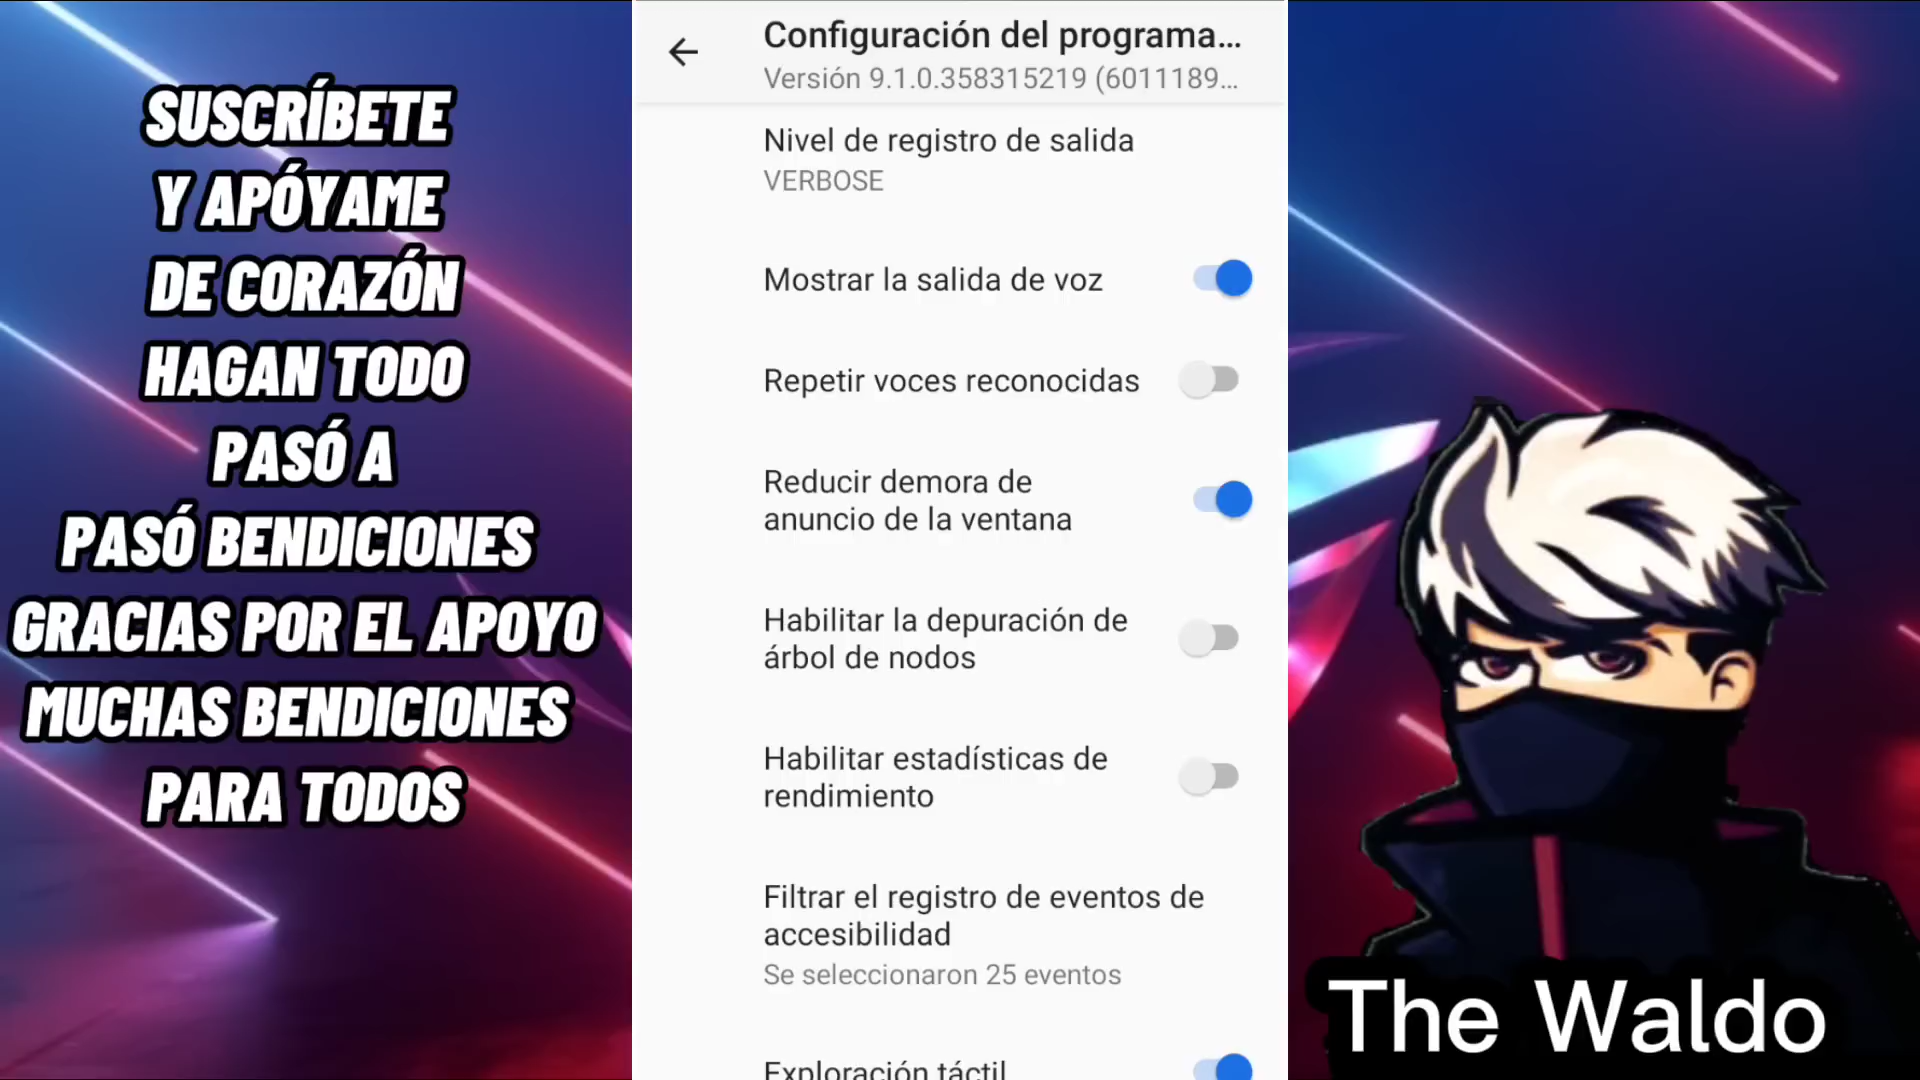 SUSCRÍBETE
Y APÓYAME
DE CORAZÓN
HAGAN TODO
PASÓ A
PASÓ BENDICIONES
GRACIAS POR EL APOYO
MUCHAS BENDICIONES
PARA TODOS
Configuración del programa...
Versión 9.1.0.358315219 (6011189...
Nivel de registro de salida
VERBOSE
Mostrar la salida de voz
Repetir voces reconocidas
Reducir demora de
anuncio de la ventana
Habilitar la depuración de
árbol de nodos
Habilitar estadísticas de
rendimiento
Filtrar el registro de eventos de
accesibilidad
Se seleccionaron 25 eventos
Exploración táctil
The Waldo